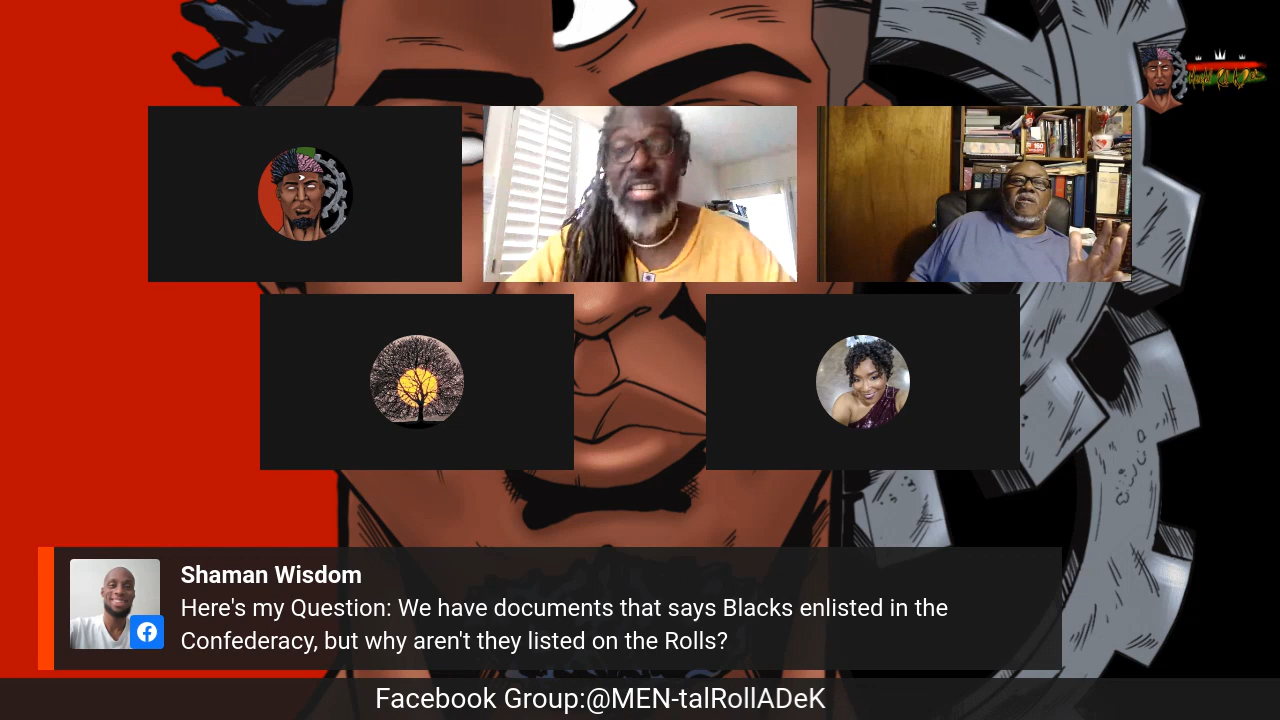 Shaman Wisdom
Here's my Question: We have documents that says Blacks enlisted in the
Confederacy, but why aren't they listed on the Rolls?
Facebook Group:@MEN-talRollADeK